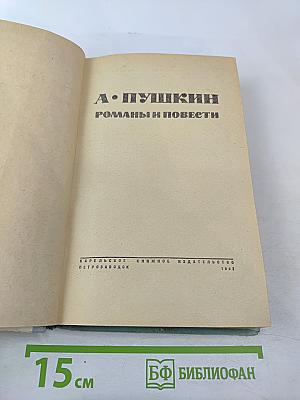 А • ПУШКИН
РОМАНЫ И ПОВЕСТИ
КАРЕЛЬСКОЕ КНИЖНОЕ ИЗДАТЕЛЬСТВО
ПЕТРОЗАВОДСК
15 см
БФ БИБЛИОФАН